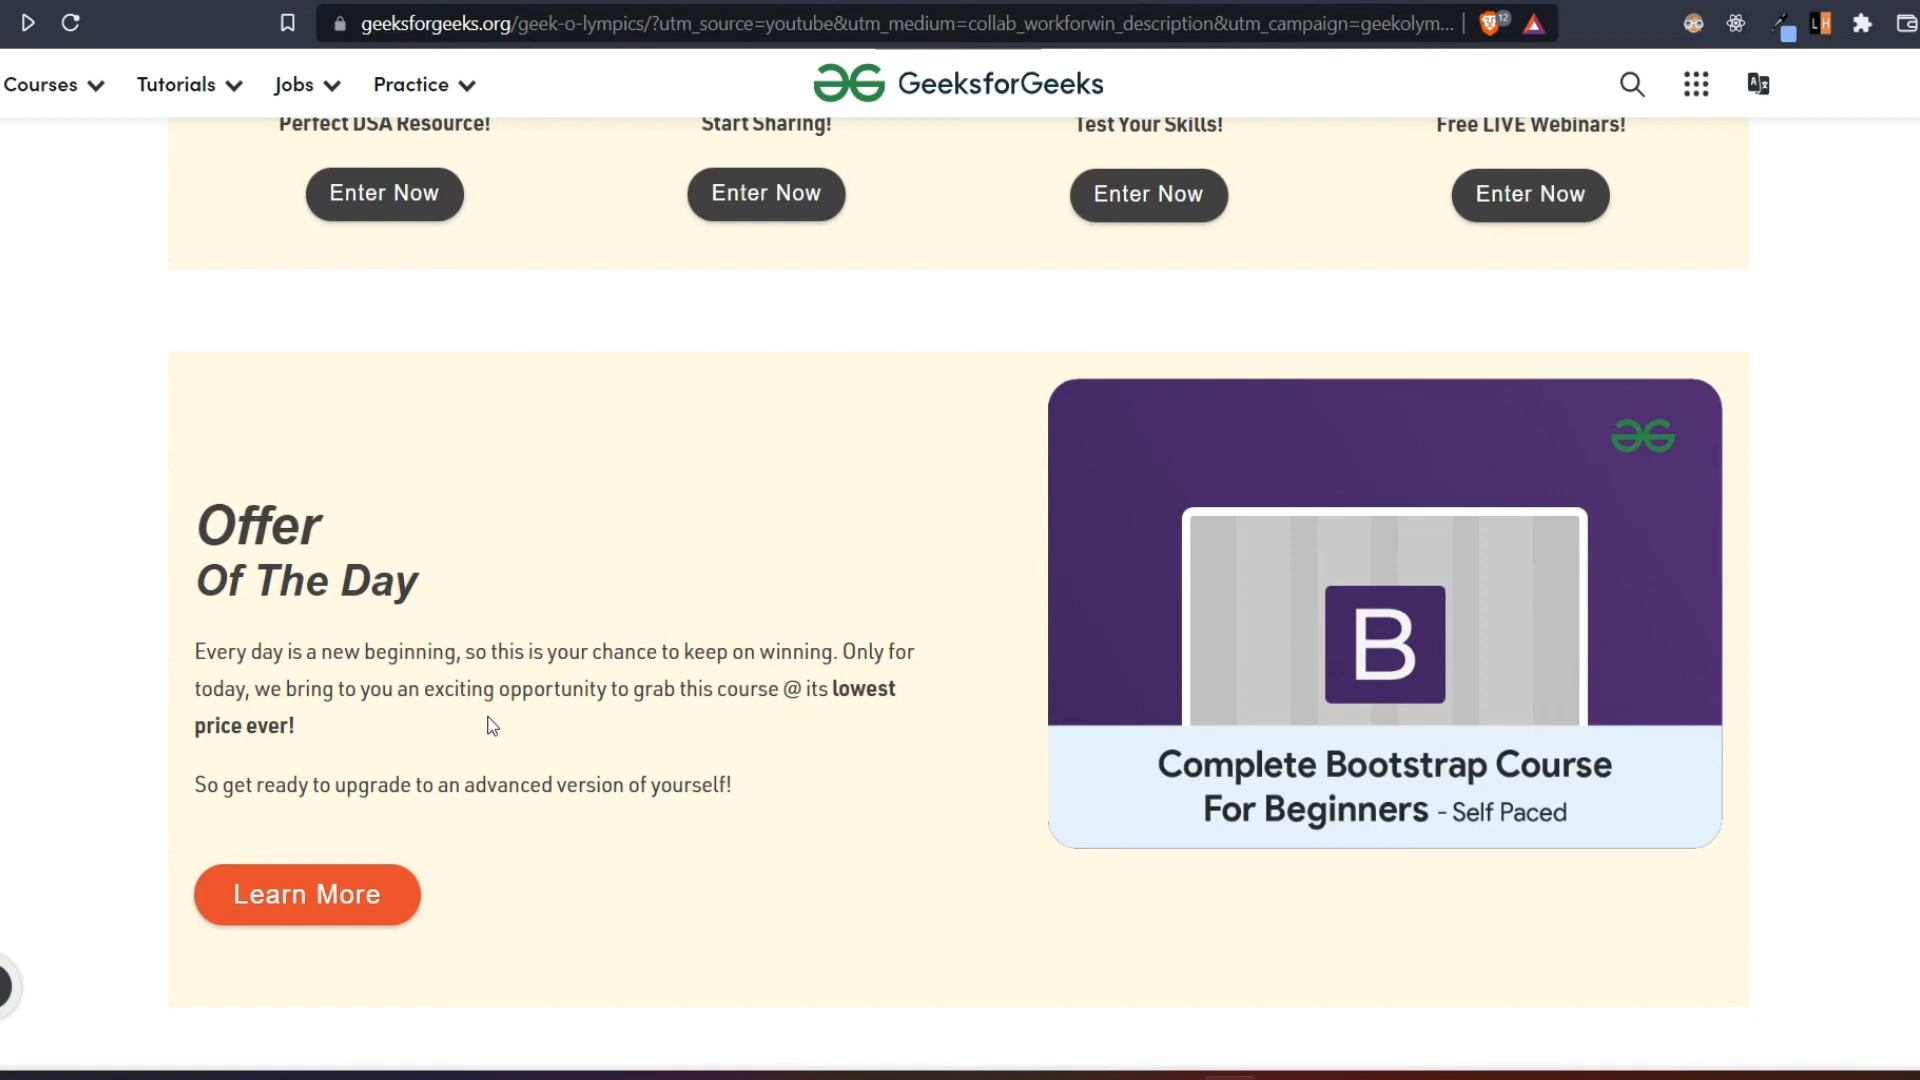 geeksforgeeks.org/geek-o-lympics/?utm_source=youtube&utm_medium=collab_workforwin_description&utm_campaign=geekolym...
12
LH
Courses
Tutorials
Jobs
Practice
GeeksforGeeks
Perfect DSA Resource!
Start Sharing!
Test Your Skills!
Free LIVE Webinars!
Enter Now
Enter Now
Enter Now
Enter Now
Offer
Of The Day
Every day is a new beginning, so this is your chance to keep on winning. Only for
today, we bring to you an exciting opportunity to grab this course @ its lowest
price ever!
So get ready to upgrade to an advanced version of yourself!
Learn More
B
Complete Bootstrap Course
For Beginners - Self Paced